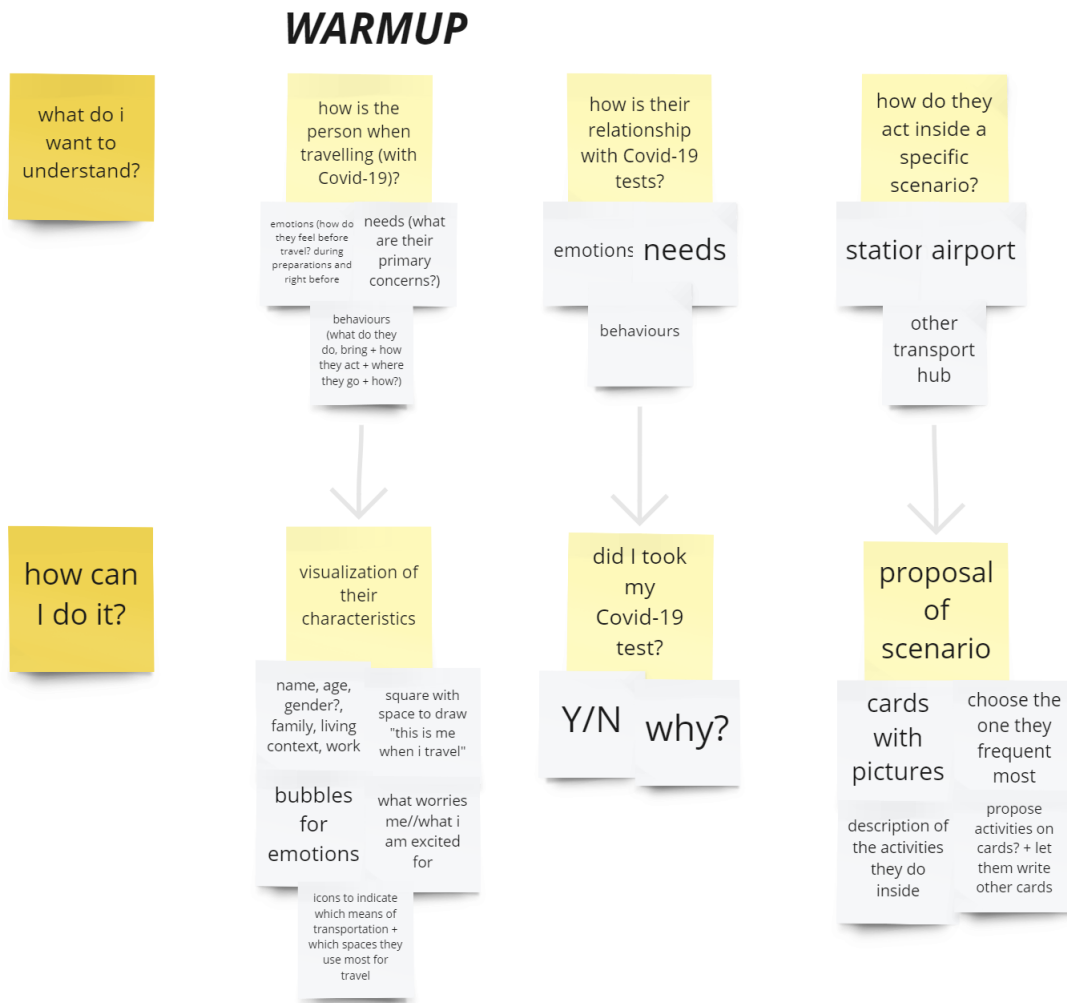 WARMUP
what do i
want to
understand?
how is the
person when
travelling (with
Covid-19)?
how is their
relationship
with Covid-19
tests?
how do they
act inside a
specific
scenario?
emotions (how do
they feel before
travel? during
preparations and
right before
needs (what
are their
primary
concerns?)
behaviours
(what do they
do, bring + how
they act + where
they go + how?)
emotions
needs
behaviours
station
airport
other
transport
hub
how can
I do it?
visualization of
their
characteristics
did I took
my
Covid-19
test?
proposal
of
scenario
name, age,
gender?,
family, living
context, work
square with
space to draw
"this is me
when i travel"
bubbles
for
emotions
what worries
me//what i
am excited
for
icons to indicate
which means of
transportation +
which spaces they
use most for
travel
Y/N
why?
cards
with
pictures
choose the
one they
frequent
most
description of
the activities
they do
inside
propose
activities on
cards? + let
them write
other cards